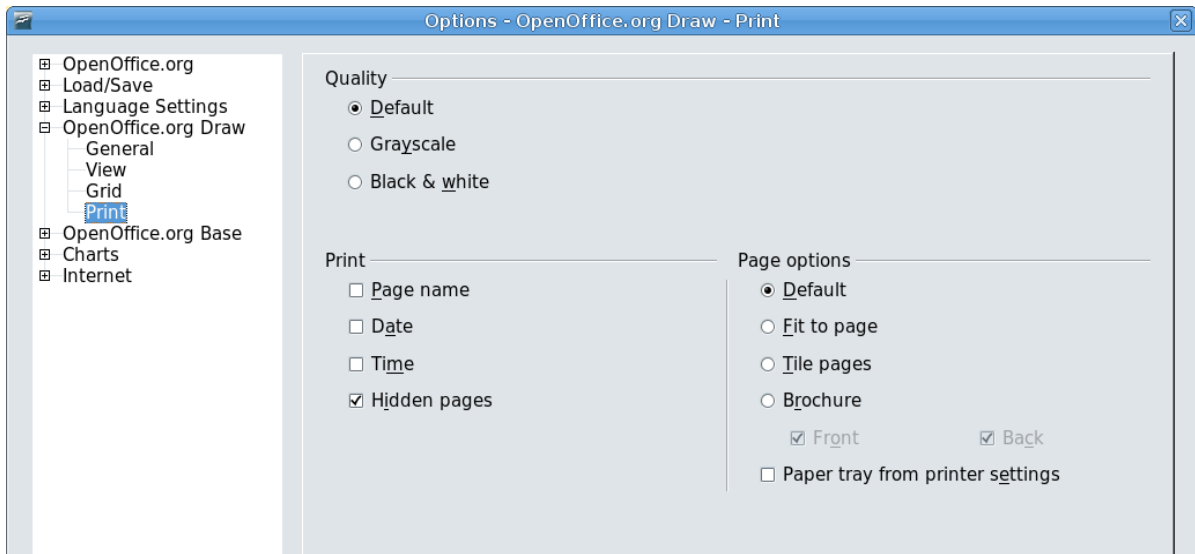 Options - OpenOffice.org Draw - Print
OpenOffice.org
Load/Save
Language Settings
OpenOffice.org Draw
General
View
Grid
Print
OpenOffice.org Base
Charts
Internet
Quality
Default
Grayscale
Black & white
Print
Page name
Date
Time
Hidden pages
Page options
Default
Fit to page
Tile pages
Brochure
Front Back
Paper tray from printer settings